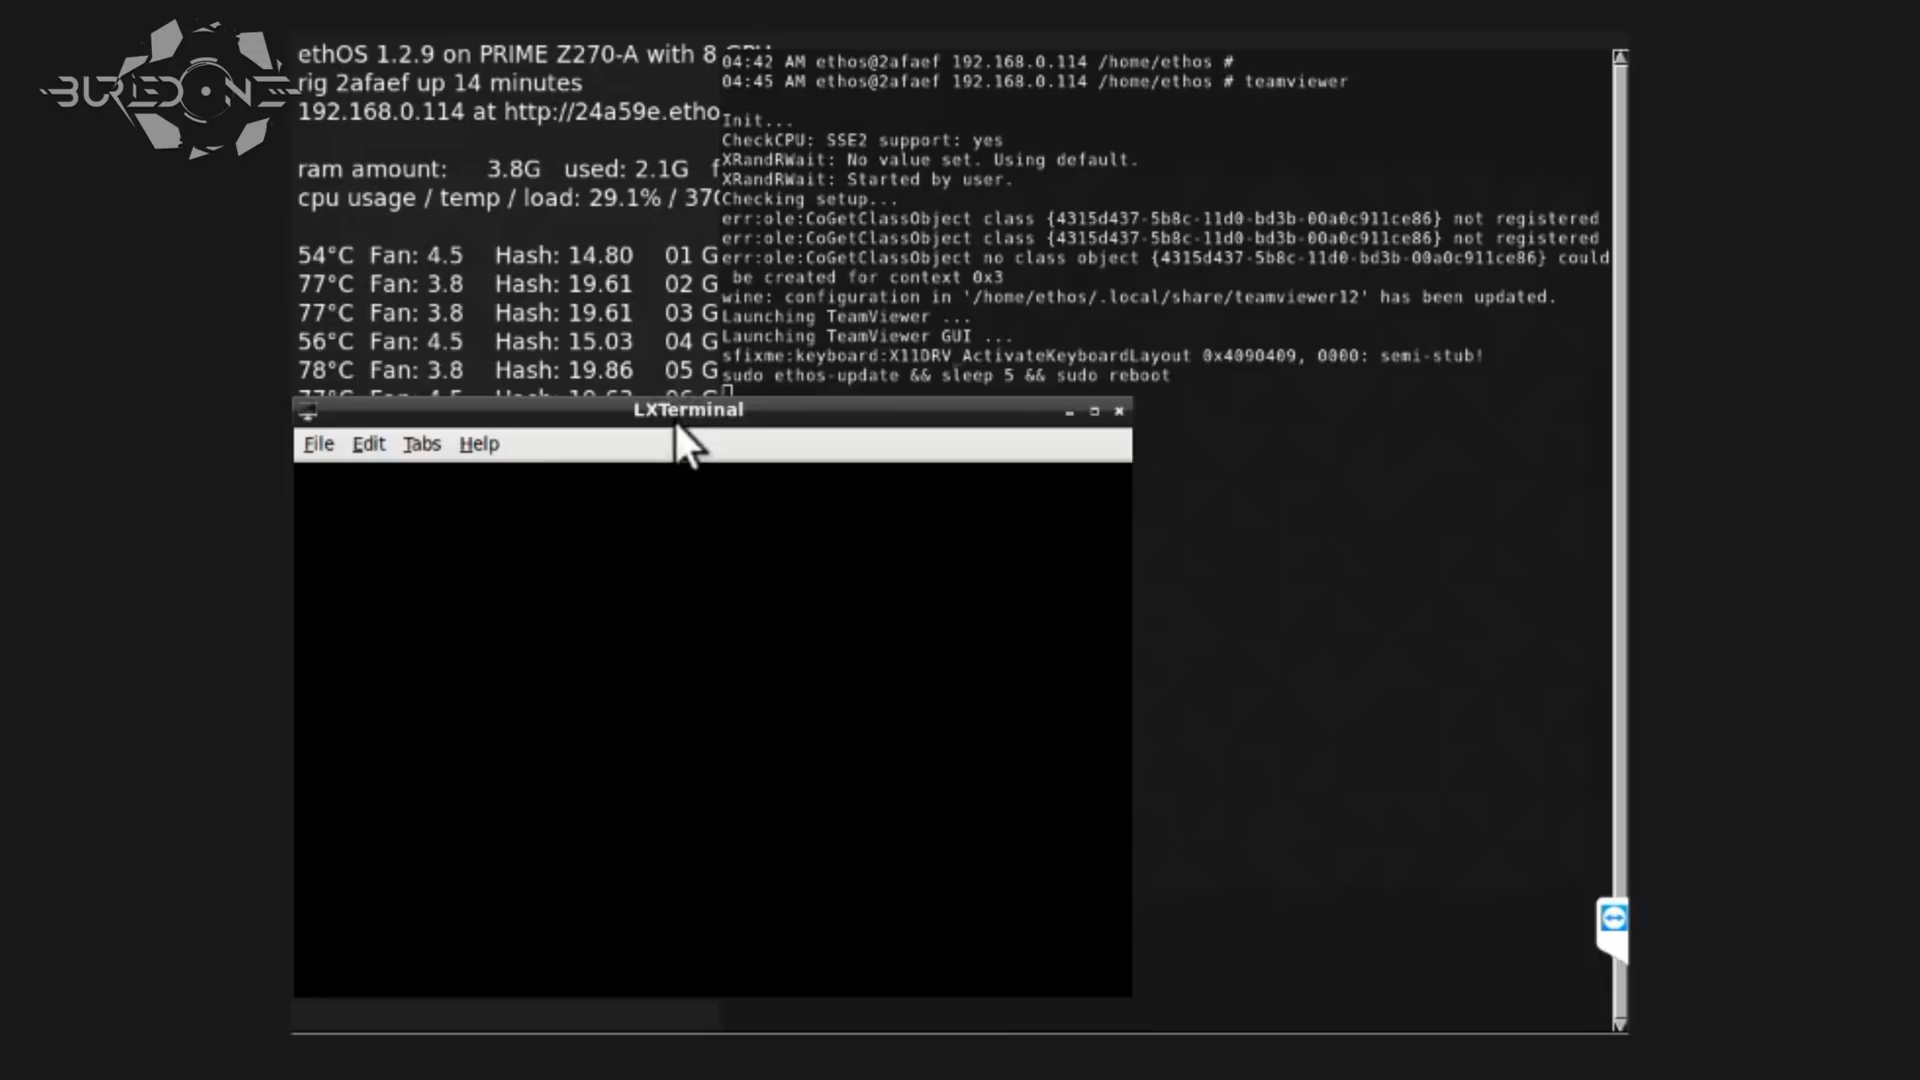 BURIEDONE
ethOS 1.2.9 on PRIME Z270-A with 8 GPU
rig 2afaef up 14 minutes
192.168.0.114 at http://24a59e.etho
ram amount: 3.8G used: 2.1G f
cpu usage / temp / load: 29.1% / 37
54°C Fan: 4.5 Hash: 14.80 01 G
77°C Fan: 3.8 Hash: 19.61 02 G
77°C Fan: 3.8 Hash: 19.61 03 G
56°C Fan: 4.5 Hash: 15.03 04 G
78°C Fan: 3.8 Hash: 19.86 05 G
04:42 AM ethos@2afaef 192.168.0.114 /home/ethos #
04:45 AM ethos@2afaef 192.168.0.114 /home/ethos # teamviewer
Init...
CheckCPU: SSE2 support: yes
XRandRWait: No value set. Using default.
XRandRWait: Started by user.
Checking setup...
err:ole:CoGetClassObject class {4315d437-5b8c-11d0-bd3b-00a0c911ce86} not registered
err:ole:CoGetClassObject class {4315d437-5b8c-11d0-bd3b-00a0c911ce86} not registered
err:ole:CoGetClassObject no class object {4315d437-5b8c-11d0-bd3b-00a0c911ce86} could
be created for context 0x3
wine: configuration in '/home/ethos/.local/share/teamviewer12' has been updated.
Launching TeamViewer ...
Launching TeamViewer GUI ...
sfixme:keyboard:X11DRV_ActivateKeyboardLayout 0x4090409, 0000: semi-stub!
sudo ethos-update && sleep 5 && sudo reboot
LXTerminal
File Edit Tabs Help